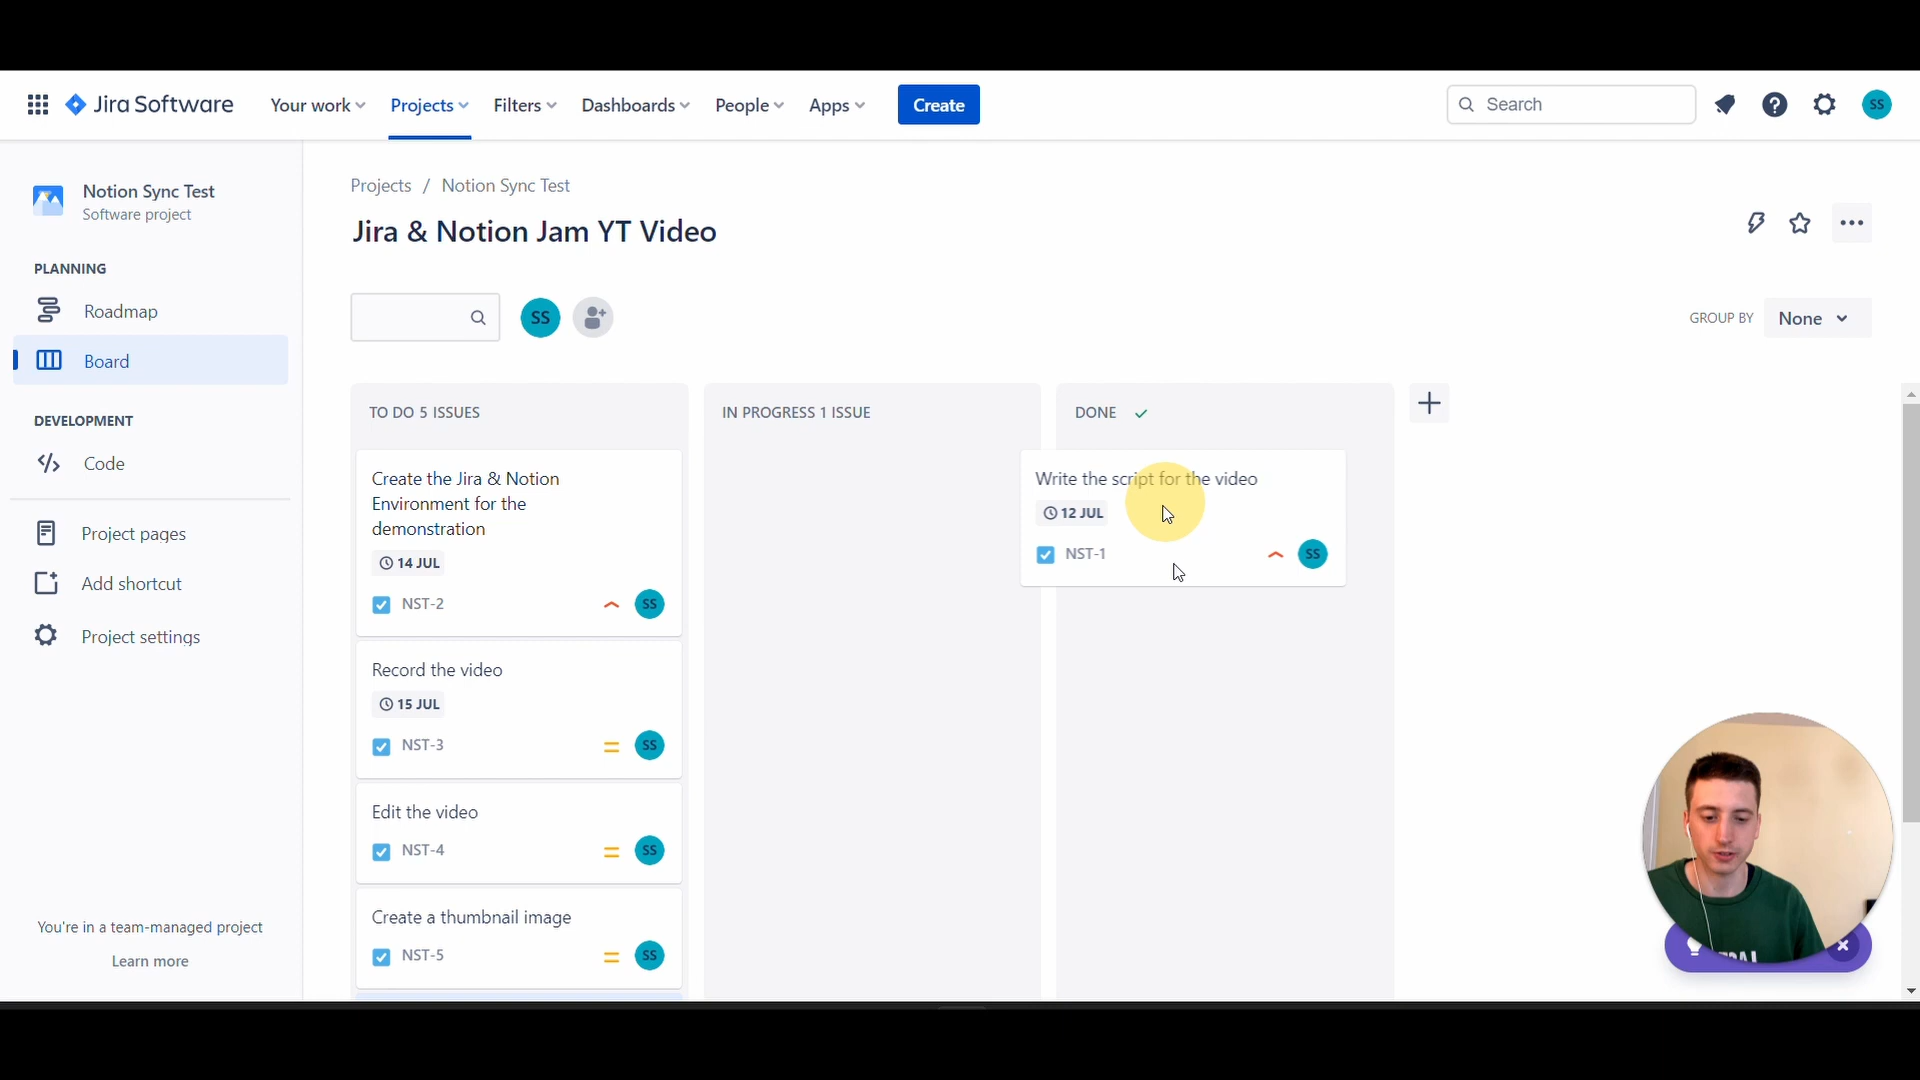 Jira Software
Your work
Projects
Filters
Dashboards
People
Apps
Create
Search
SS
Notion Sync Test
Software project
Projects / Notion Sync Test
Jira & Notion Jam YT Video
PLANNING
Roadmap
Board
DEVELOPMENT
Code
Project pages
Add shortcut
Project settings
You're in a team-managed project
Learn more
SS
GROUP BY
None
TO DO 5 ISSUES
Create the Jira & Notion
Environment for the
demonstration
14 JUL
NST-2
SS
Record the video
15 JUL
NST-3
SS
Edit the video
NST-4
SS
Create a thumbnail image
NST-5
SS
IN PROGRESS 1 ISSUE
DONE
Write the script for the video
12 JUL
NST-1
SS